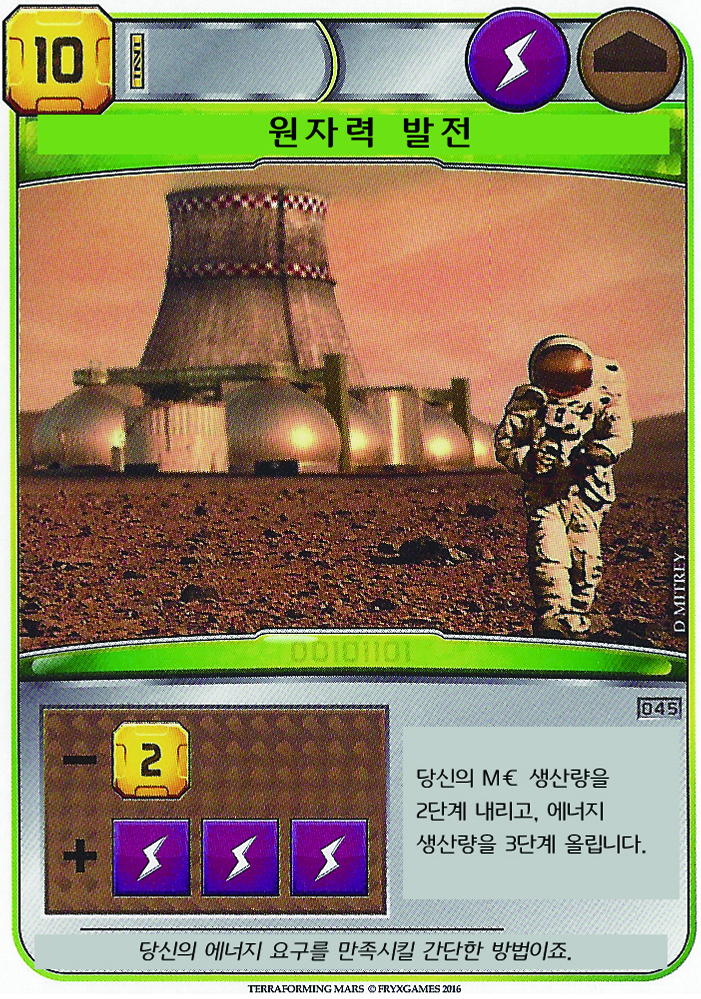 10
INI
원자력 발전
D MITREY
00101101
045
- 2
당신의 M€ 생산량을
2단계 내리고, 에너지
+
생산량을 3단계 올립니다.
당신의 에너지 요구를 만족시킬 간단한 방법이죠.
TERRAFORMING MARS © FRYXGAMES 2016